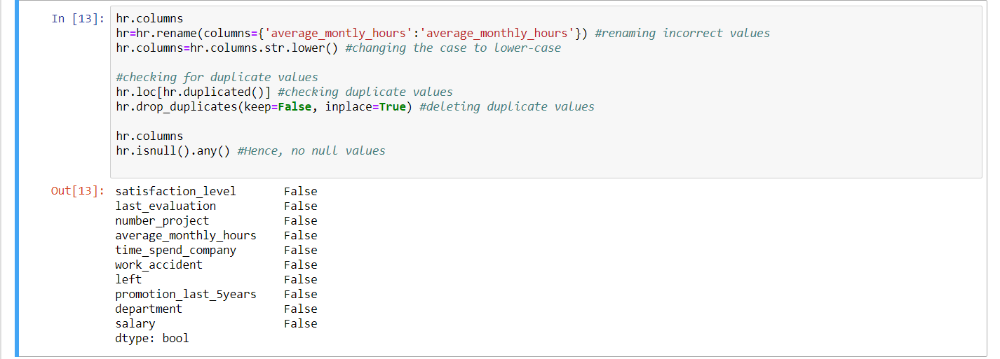 In [13]: hr.columns
hr=hr.rename(columns={'average_montly_hours':'average_monthly_hours'}) #renaming incorrect values
hr.columns=hr.columns.str.lower() #changing the case to lower-case
#checking for duplicate values
hr.loc[hr.duplicated()] #checking duplicate values
hr.drop_duplicates(keep=False, inplace=True) #deleting duplicate values
hr.columns
hr.isnull().any() #Hence, no null values
Out[13]: satisfaction_level False
last_evaluation False
number_project False
average_monthly_hours False
time_spend_company False
work_accident False
left False
promotion_last_5years False
department False
salary False
dtype: bool